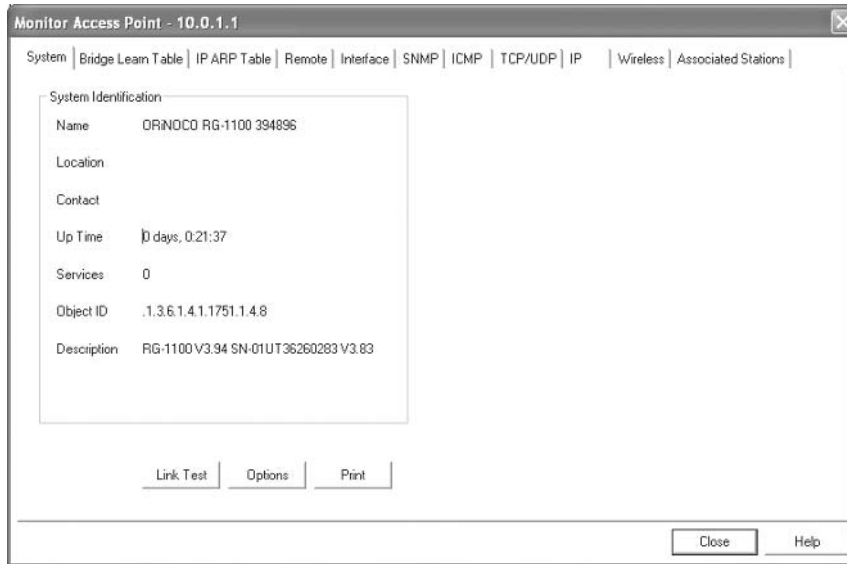 Monitor Access Point - 10.0.1.1
System | Bridge Learn Table | IP ARP Table | Remote | Interface | SNMP | ICMP | TCP/UDP | IP | Wireless | Associated Stations |
System Identification
Name ORiNOCO RG-1100 394896
Location
Contact
Up Time 0 days, 0:21:37
Services 0
Object ID .1.3.6.1.4.1.1751.1.4.8
Description RG-1100 V3.94 SN-01UT36260283 V3.83
Link Test Options Print
Close Help